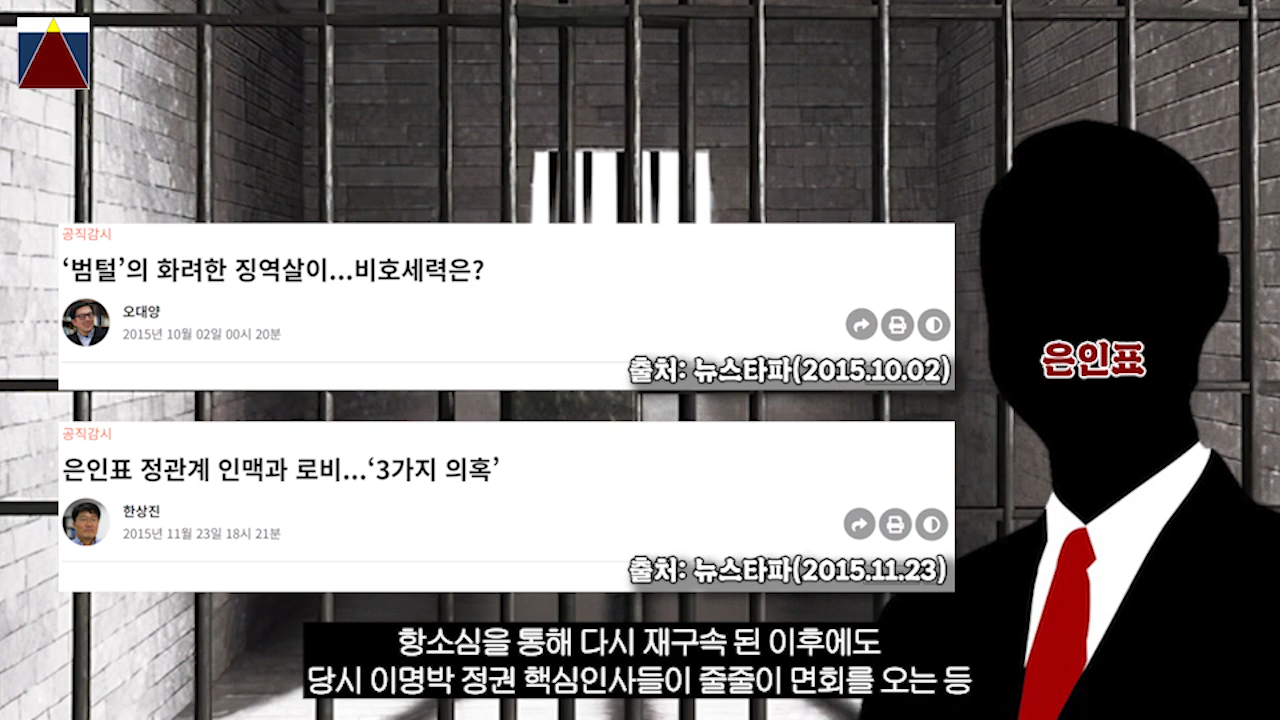 공직감시
‘범털’의 화려한 징역살이...비호세력은?
오대양
2015년 10월 02일 00시 20분
출처: 뉴스타파(2015.10.02)
은인표
공직감시
은인표 정관계 인맥과 로비...‘3가지 의혹’
한상진
2015년 11월 23일 18시 21분
출처: 뉴스타파(2015.11.23)
항소심을 통해 다시 재구속 된 이후에도
당시 이명박 정권 핵심인사들이 줄줄이 면회를 오는 등